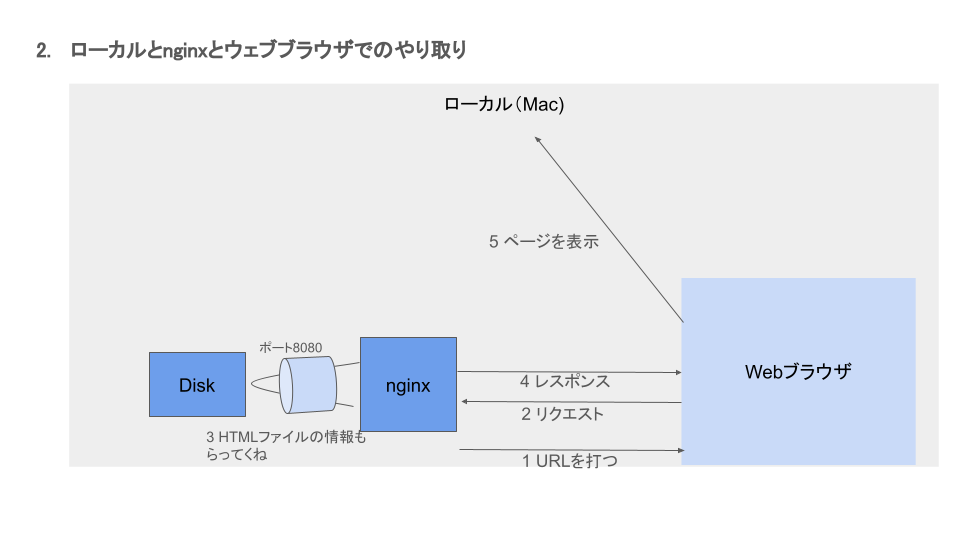 2. ローカルとnginxとウェブブラウザでのやり取り
ローカル（Mac)
5 ページを表示
ポート8080
Disk
nginx
Webブラウザ
4 レスポンス
2 リクエスト
3 HTMLファイルの情報も
らってくね
1 URLを打つ